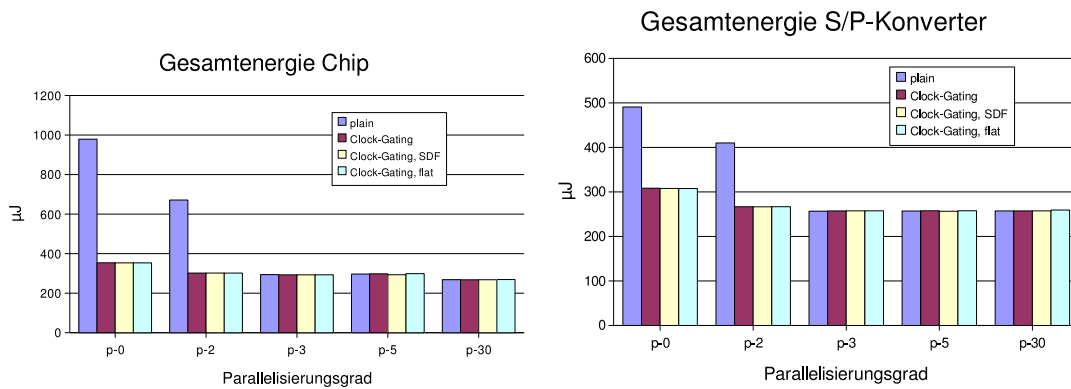 Gesamtenergie Chip
1200
1000
800
600
400
200
0
µJ
plain
Clock-Gating
Clock-Gating, SDF
Clock-Gating, flat
p-0 p-2 p-3 p-5 p-30
Parallelisierungsgrad
Gesamtenergie S/P-Konverter
600
500
400
300
200
100
0
µJ
plain
Clock-Gating
Clock-Gating, SDF
Clock-Gating, flat
p-0 p-2 p-3 p-5 p-30
Parallelisierungsgrad